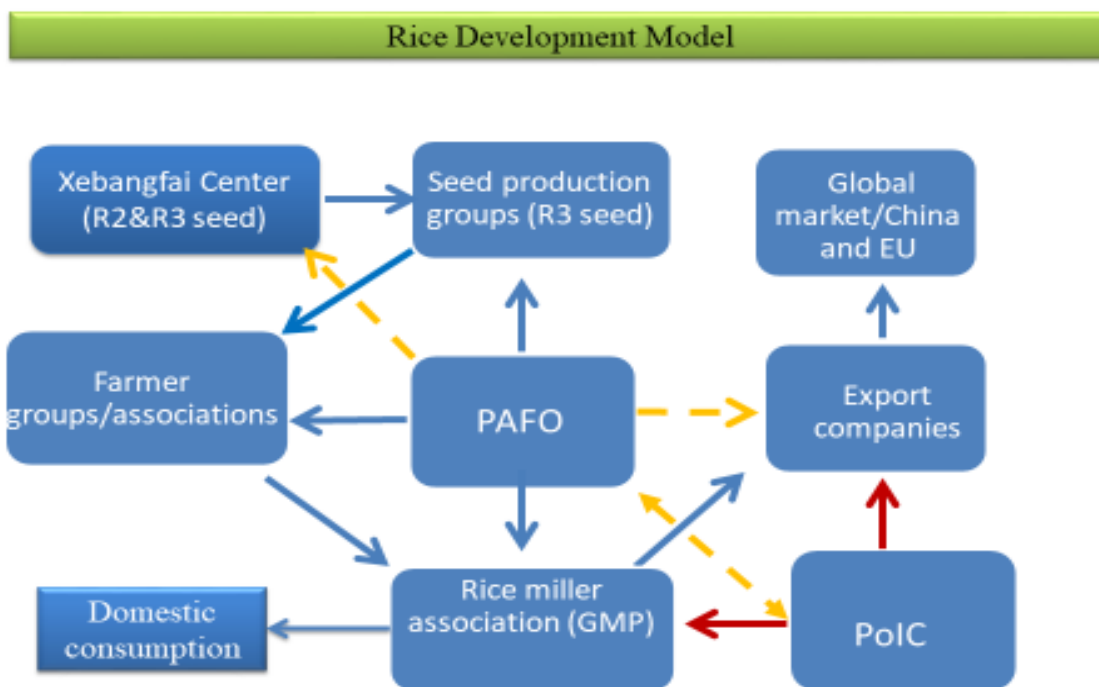 Rice Development Model
Xebangfai Center
(R2&R3 seed)
Seed production
groups (R3 seed)
Global
market/China
and EU
Farmer
groups/associations
PAFO
Export
companies
Domestic
consumption
Rice miller
association (GMP)
PoIC